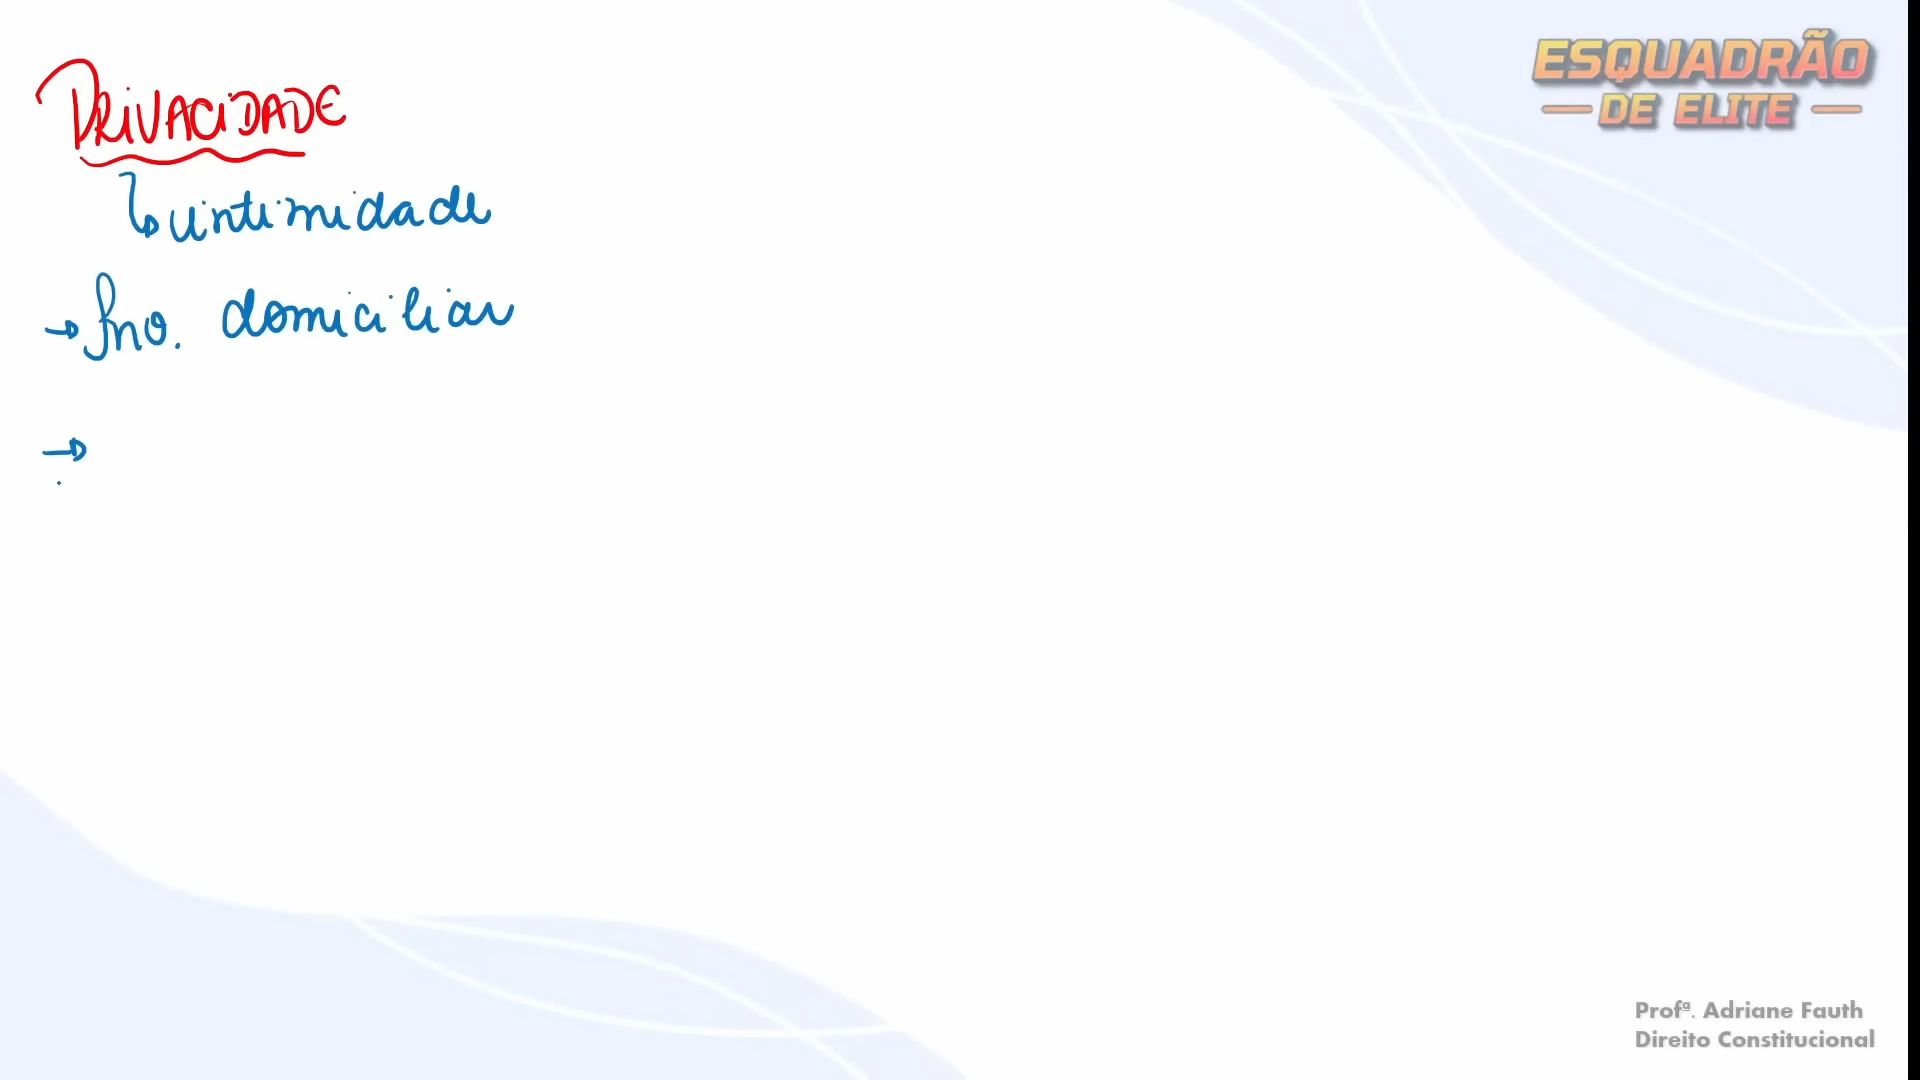 PRIVACIDADE
intimidade
Inv. domiciliar
ESQUADRÃO
DE ELITE
Profª. Adriane Fauth
Direito Constitucional